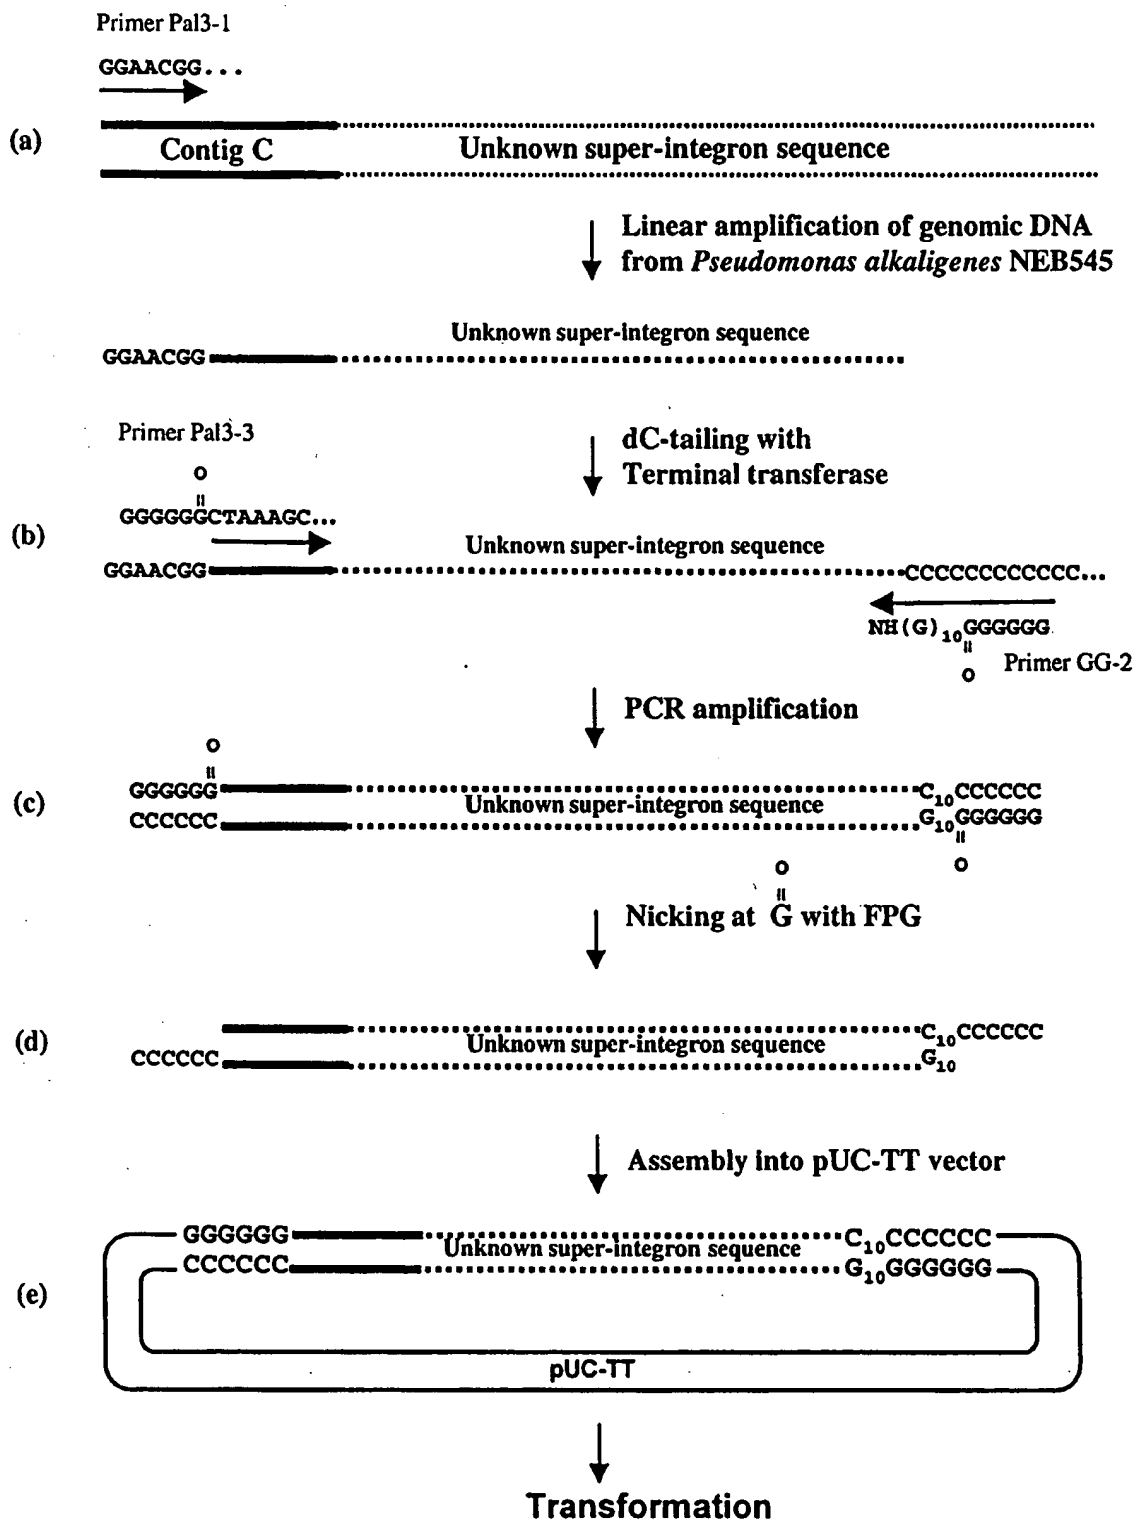 Primer Pal3-1
GGAACGG...
(a)
Contig C
Unknown super-integron sequence
Linear amplification of genomic DNA
from Pseudomonas alkaligenes NEB545
Unknown super-integron sequence
GGAACGG
Primer Pal3-3
dC-tailing with
Terminal transferase
O
(b)
GGGGGGCTAAAGC...
Unknown super-integron sequence
GGAACGG
CCCCCCCCCCCC...
NH(G)10GGGGGG
O
Primer GG-2
PCR amplification
O
(c)
GGGGGG
C10CCCCCC
Unknown super-integron sequence
CCCCCC
G10GGGGGG
O
O
Nicking at G with FPG
(d)
C10CCCCCC
Unknown super-integron sequence
CCCCCC
G10
Assembly into pUC-TT vector
GGGGGG
C10CCCCCC
Unknown super-integron sequence
CCCCCC
G10GGGGGG
(e)
pUC-TT
Transformation